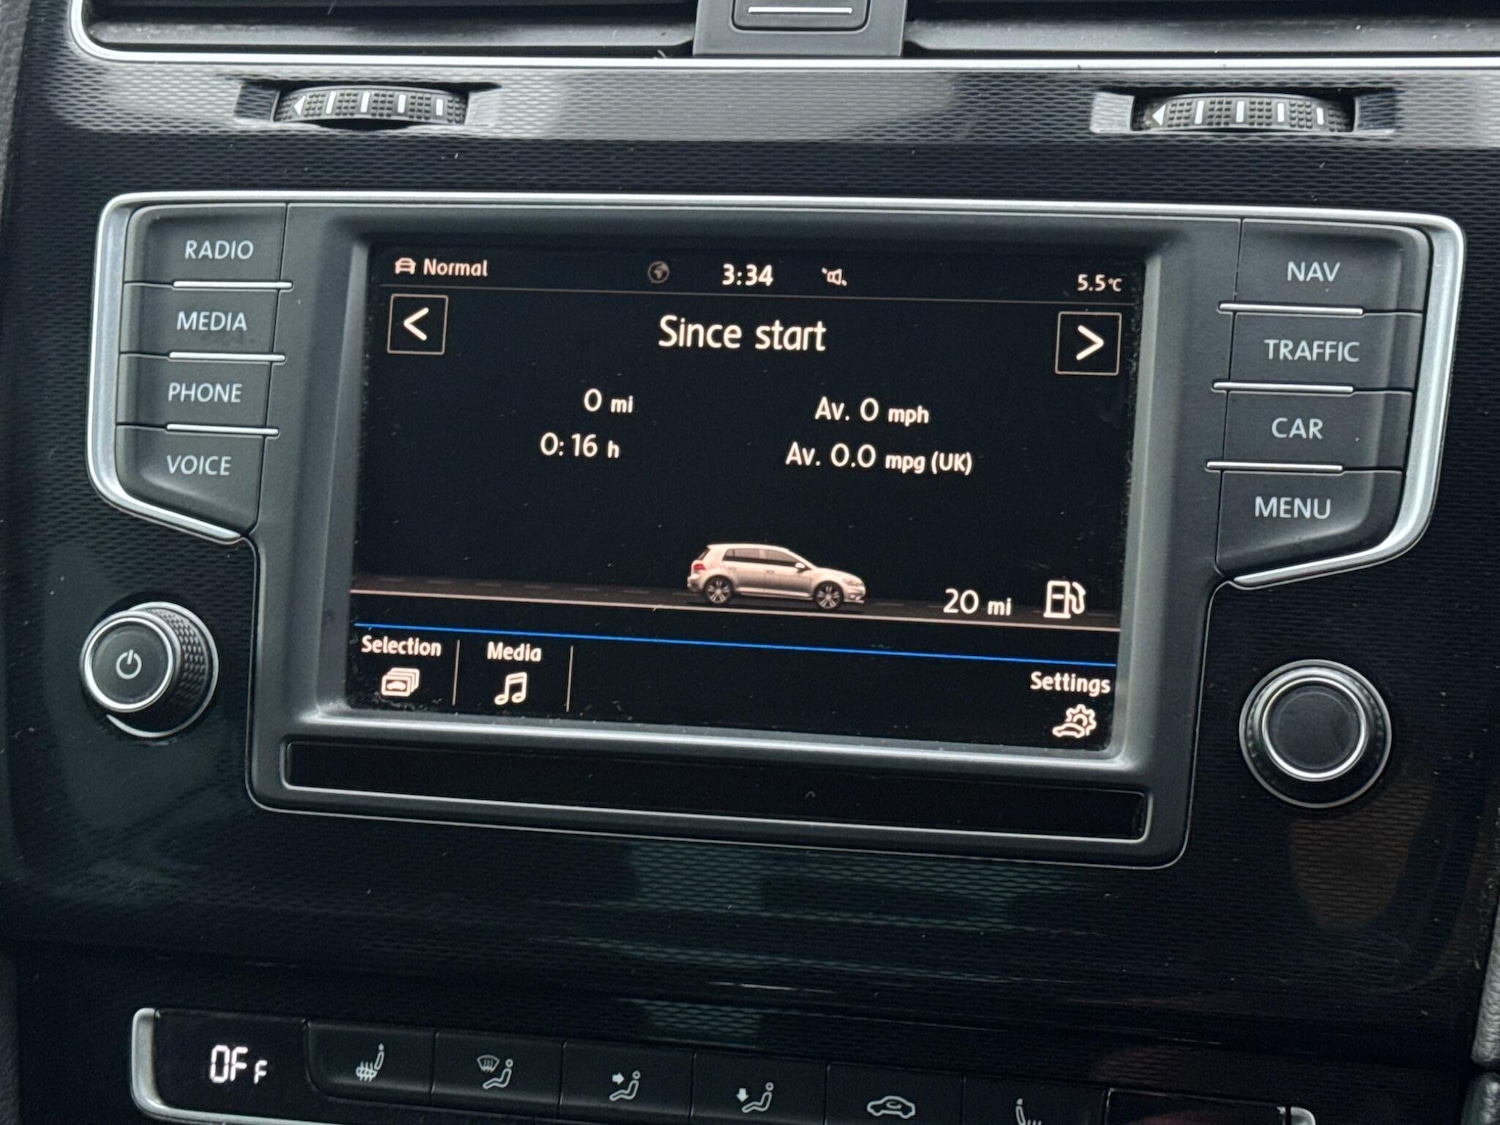 RADIO
MEDIA
PHONE
VOICE
Normal
3:34
5.5°C
<
Since start
>
0 mi
Av. 0 mph
0:16 h
Av. 0.0 mpg (UK)
20 mi
Selection
Media
Settings
NAV
TRAFFIC
CAR
MENU
OFF